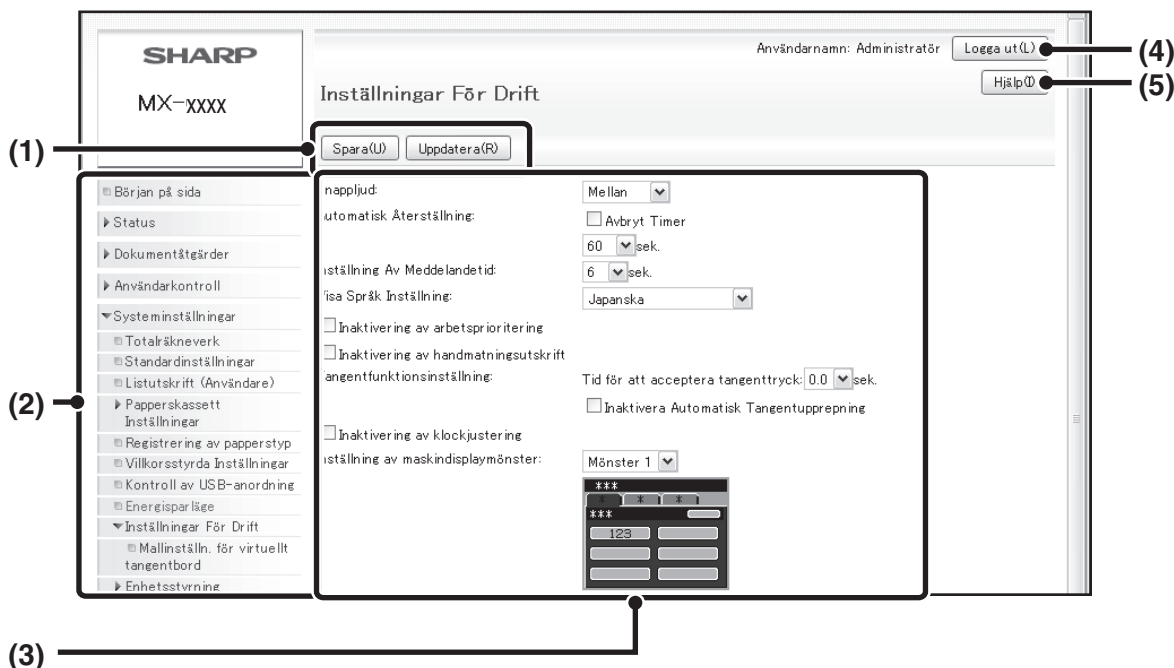 SHARP
MX-xxxx
Användarnamn: Administratör
Logga ut(L)
(4)
Inställningar För Drift
Hjälp(I)
(5)
(1)
Spara(U)
Uppdatera(R)
(2)
Början på sida
Status
Dokumentåtgärder
Användarkontroll
Systeminställningar
Totalräkneverk
Standardinställningar
Listutskrift (Användare)
Papperskassett
Inställningar
Registrering av papperstyp
Villkorsstyrda Inställningar
Kontroll av USB-anordning
Energisparläge
Inställningar För Drift
Mallinställn. för virtuellt
tangentbord
Enhetsstyrning
nappljud:
Mellan
utomatisk Återställning:
Avbryt Timer
60 sek.
nställning Av Meddelandetid:
6 sek.
isa Språk Inställning:
Japanska
Inaktivering av arbetsprioritering
Inaktivering av handmatningsutskrift
angentfunktionsinställning:
Tid för att acceptera tangenttryck: 0.0 sek.
Inaktivera Automatisk Tangentupprepning
Inaktivering av klockjustering
nställning av maskindisplaymönster:
Mönster 1
***
* * *
***
123
(3)